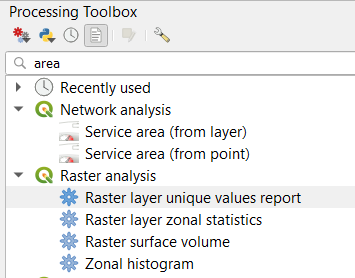 Processing Toolbox
area
Recently used
Network analysis
Service area (from layer)
Service area (from point)
Raster analysis
Raster layer unique values report
Raster layer zonal statistics
Raster surface volume
Zonal histogram